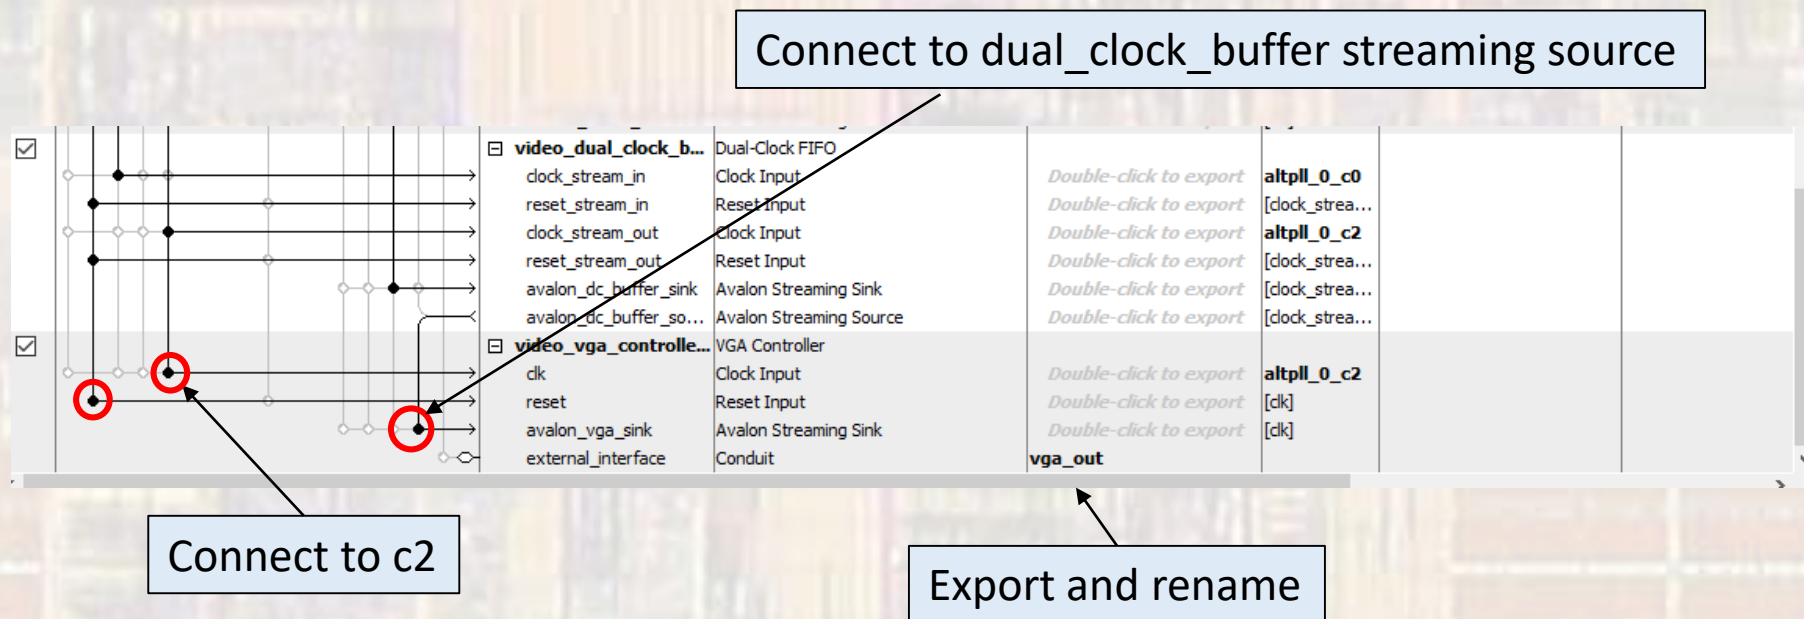 Connect to dual_clock_buffer streaming source
video_dual_clock_b... Dual-Clock FIFO
clock_stream_in Clock Input Double-click to export altpll_0_c0
reset_stream_in Reset Input Double-click to export [clock_strea...
clock_stream_out Clock Input Double-click to export altpll_0_c2
reset_stream_out Reset Input Double-click to export [clock_strea...
avalon_dc_buffer_sink Avalon Streaming Sink Double-click to export [clock_strea...
avalon_dc_buffer_so... Avalon Streaming Source Double-click to export [clock_strea...
video_vga_controlle... VGA Controller
clk Clock Input Double-click to export altpll_0_c2
reset Reset Input Double-click to export [clk]
avalon_vga_sink Avalon Streaming Sink Double-click to export [clk]
external_interface Conduit vga_out
Connect to c2
Export and rename